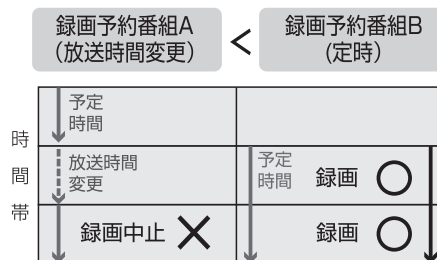 録画予約番組A
(放送時間変更)
<
録画予約番組B
(定時)
時間帯
予定
時間
放送時間
変更
予定
時間
録画
録画中止
録画